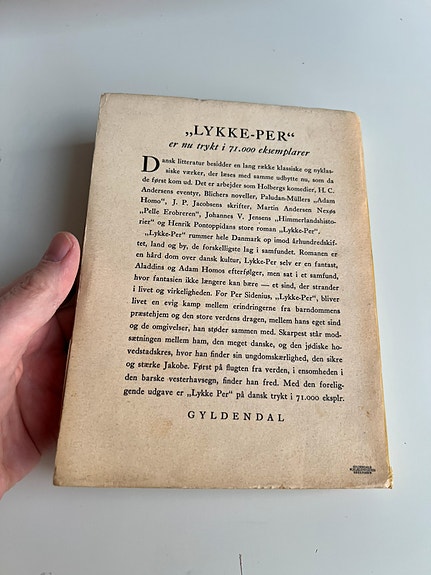 „LYKKE-PER“
er nu trykt i 71.000 eksemplarer
Dansk litteratur besidder en lang række klassiske og nyklas-
siske værker, der læses med samme udbytte nu, som da
de først kom ud. Det er arbejder som Holbergs komedier, H. C.
Andersens eventyr, Blichers noveller, Paludan-Müllers „Adam
Homo“, J. P. Jacobsens skrifter, Martin Andersen Nexøs
„Pelle Erobreren“, Johannes V. Jensens „Himmerlandshisto-
rier“ og Henrik Pontoppidans store roman „Lykke-Per“.
„Lykke-Per“ rummer hele Danmark op imod århundredskif-
tet, land og by, de forskelligste lag i samfundet. Romanen er
en hård dom over dansk kultur, Lykke-Per selv er en fantast,
Aladdins og Adam Homos efterfølger, men sat i et samfund,
hvor fantasien ikke længere kan bære — et sind, der strander
i livet og virkeligheden. For Per Sidenius, „Lykke-Per“, bliver
livet en evig kamp mellem erindringerne fra barndommens
præstehjem og den store verdens dragen, mellem hans eget sind
og de omgivelser, han støder sammen med. Skarpest står mod-
sætningen mellem ham, den meget danske, og den jødiske ho-
vedstadskres, hvor han finder sin ungdomskærlighed, den sikre
og stærke Jakobe. Først på flugten fra verden, i ensomheden i
den barske vesterhavsegn, finder han fred. Med den forelig-
gende udgave er „Lykke Per“ på dansk trykt i 71.000 eksplr.
GYLDENDAL